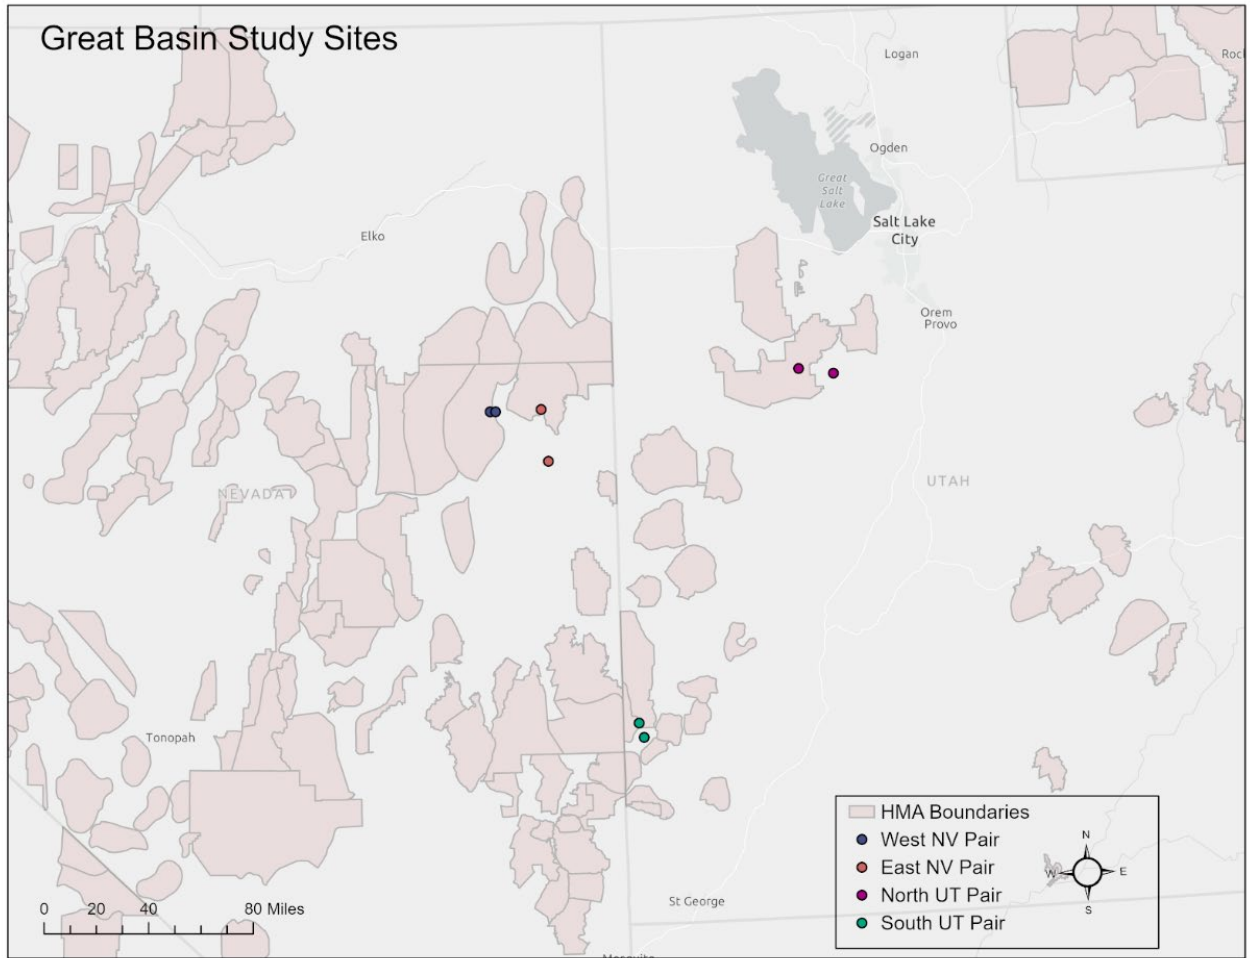 Great Basin Study Sites
Logan
Ogden
Great
Salt
Lake
Salt Lake
City
Elko
Orem
Provo
NEVADA
UTAH
Tonopah
St George
HMA Boundaries
West NV Pair
East NV Pair
North UT Pair
South UT Pair
N
W
E
S
0 20 40 80 Miles